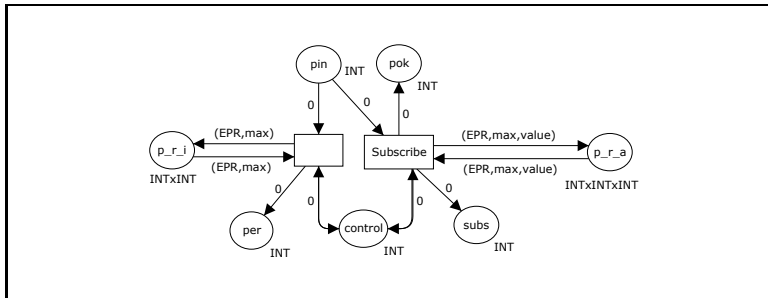 pin
INT
pok
INT
0
0
0
(EPR,max)
(EPR,max,value)
p_r_i
Subscribe
p_r_a
(EPR,max)
(EPR,max,value)
INTxINT
INTxINTxINT
0
0
0
0
per
control
subs
INT
INT
INT